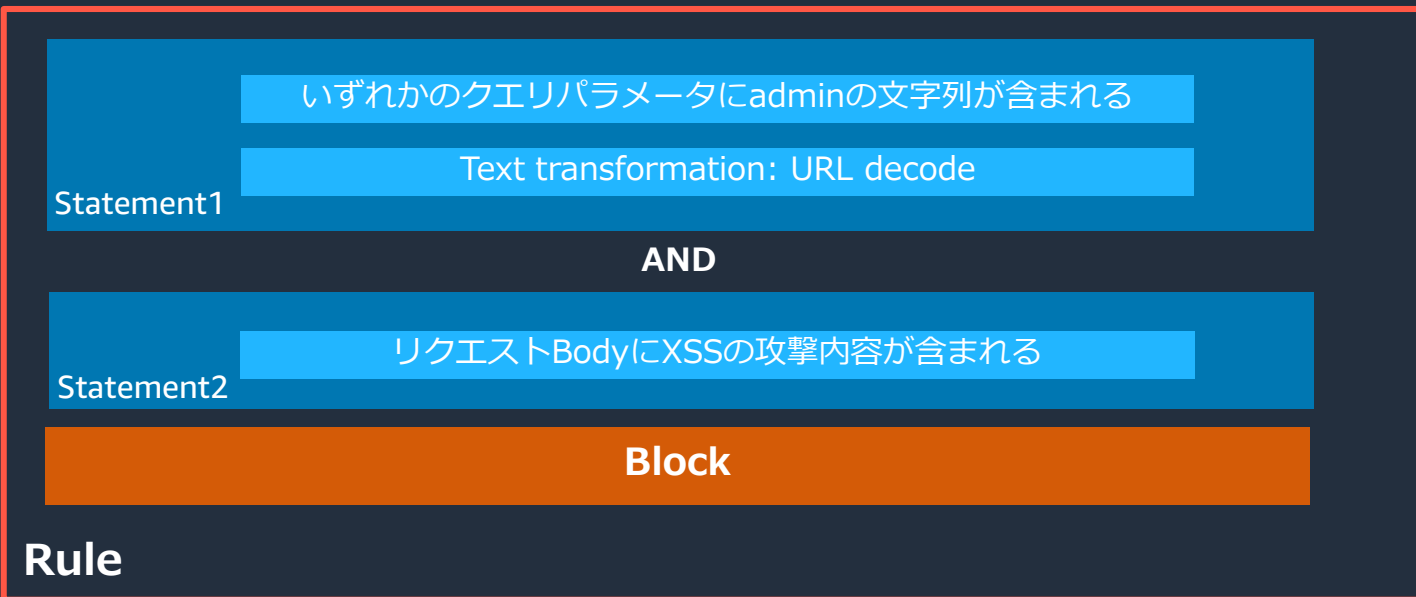 いずれかのクエリパラメータにadminの文字列が含まれる
Text transformation: URL decode
Statement1
AND
リクエストBodyにXSSの攻撃内容が含まれる
Statement2
Block
Rule